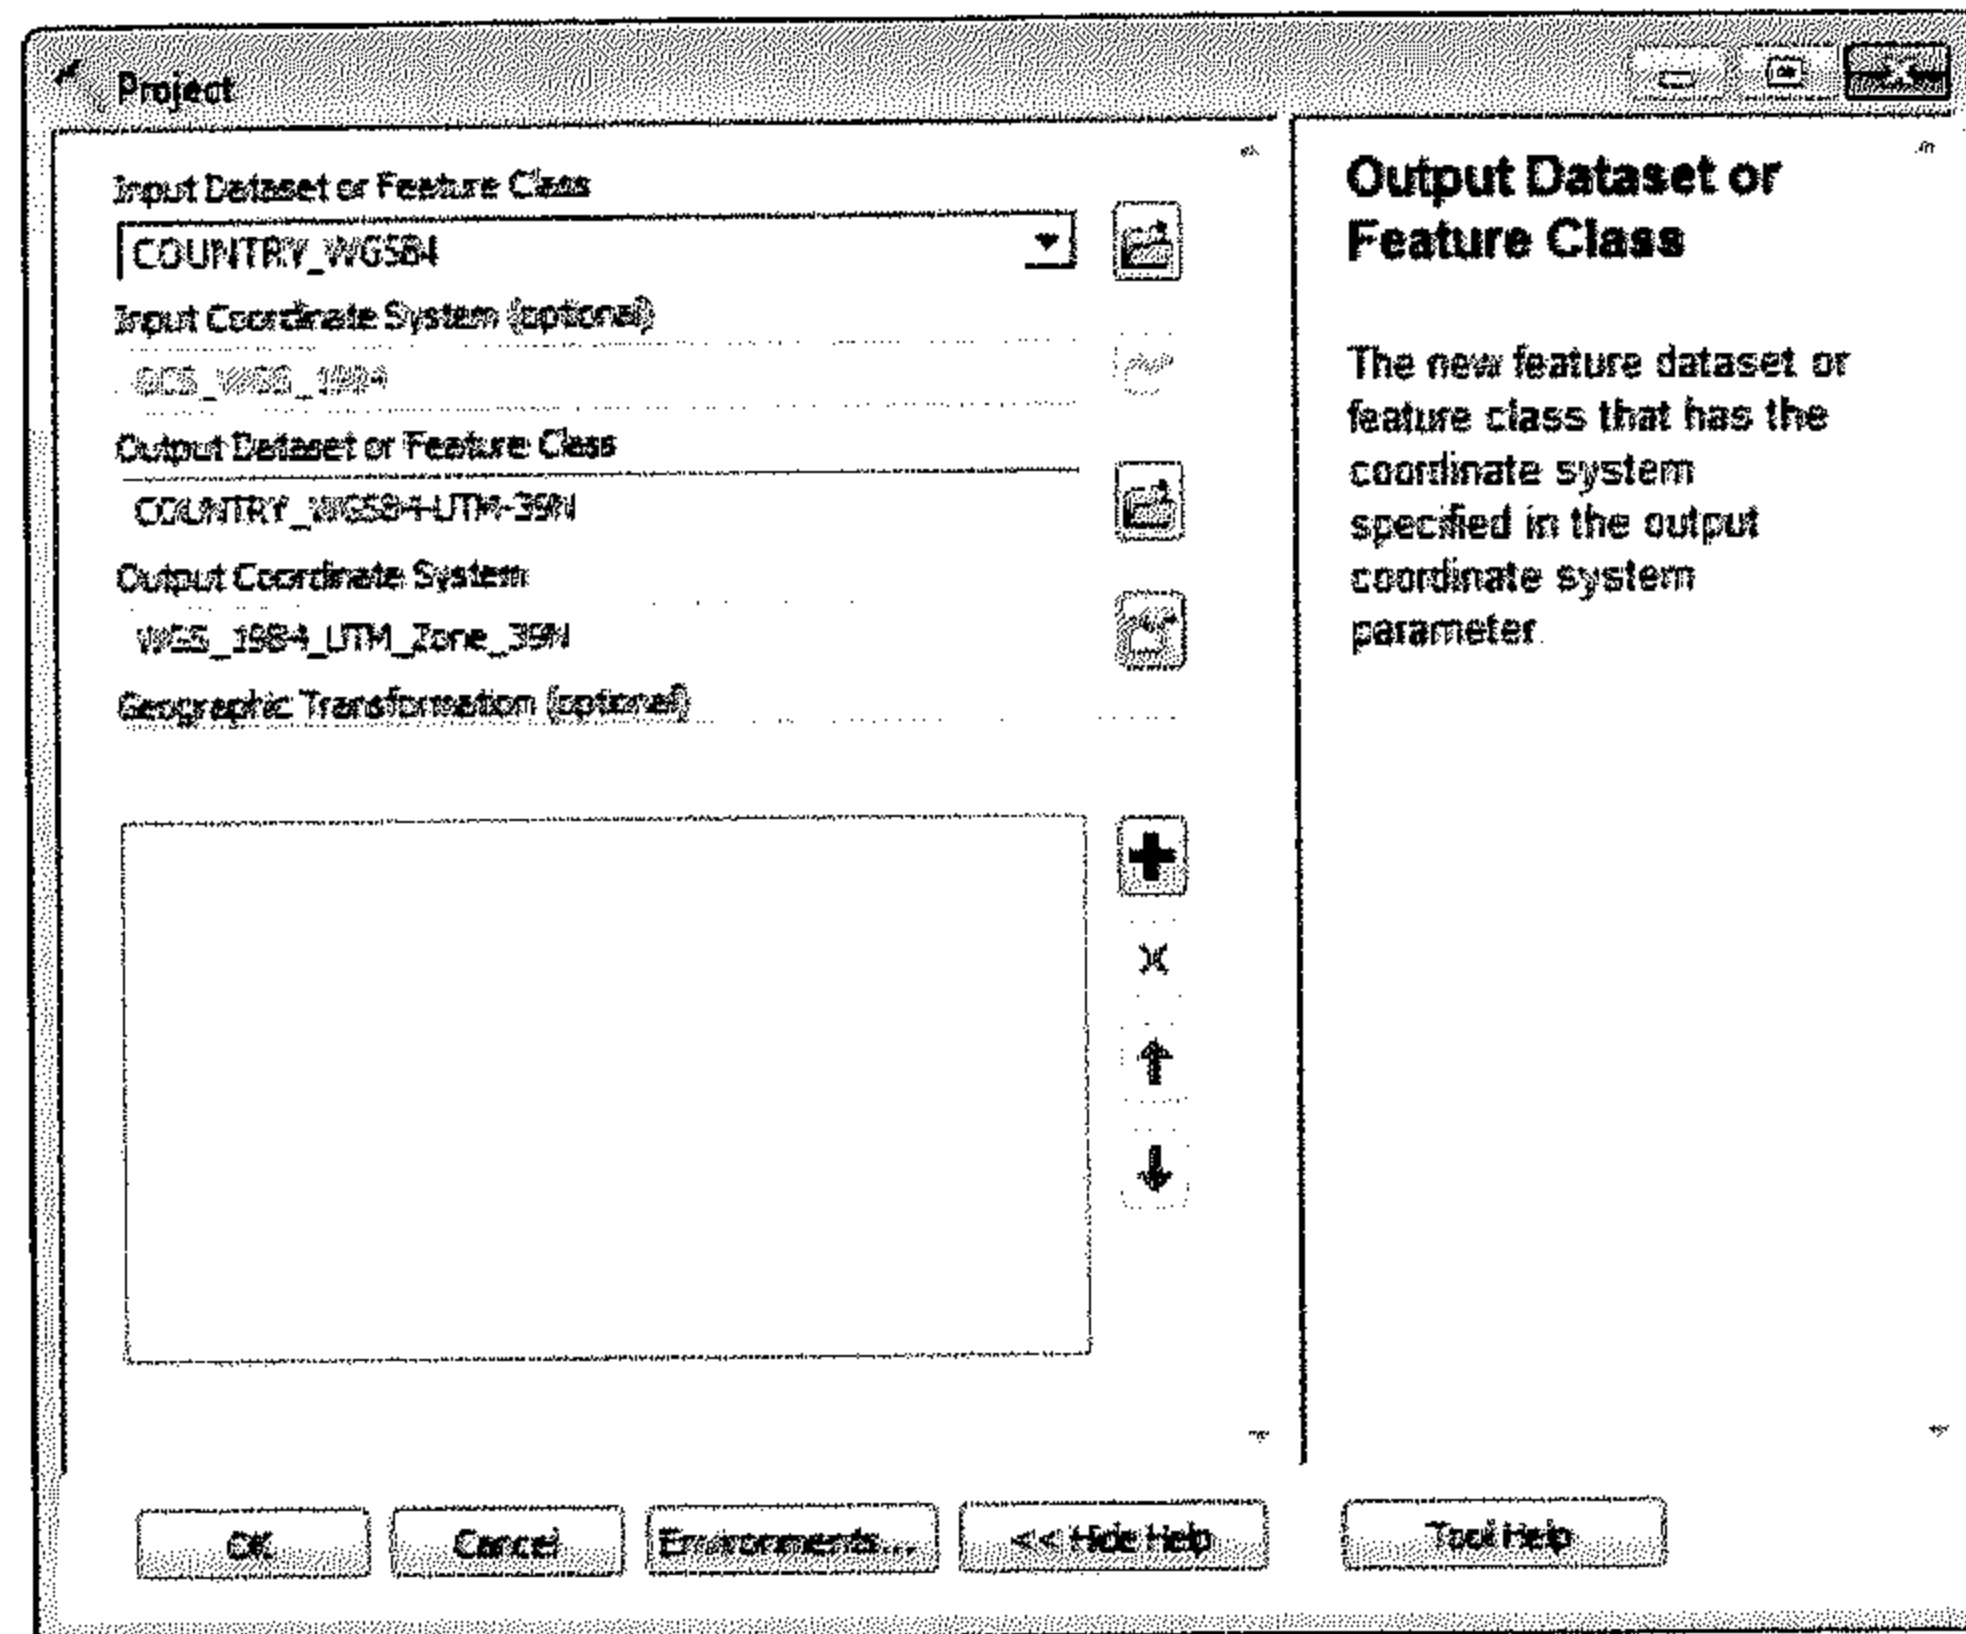 Project
Input Dataset or Feature Class
COUNTRY_WGS84
Input Coordinate System (optional)
GCS_WGS_1984
Output Dataset or Feature Class
COUNTRY_WGS84-UTM-39N
Output Coordinate System
WGS_1984_UTM_Zone_39N
Geographic Transformation (optional)
OK
Cancel
Environments...
<< Hide Help
Output Dataset or
Feature Class
The new feature dataset or
feature class that has the
coordinate system
specified in the output
coordinate system
parameter.
Tool Help